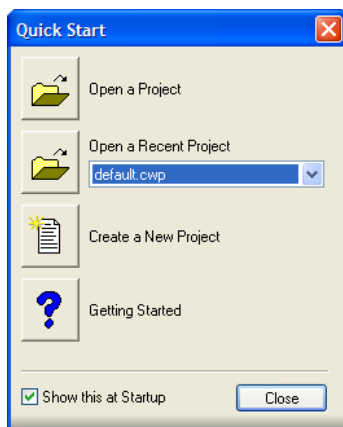 Quick Start
Open a Project
Open a Recent Project
default.cwp
Create a New Project
Getting Started
Show this at Startup
Close